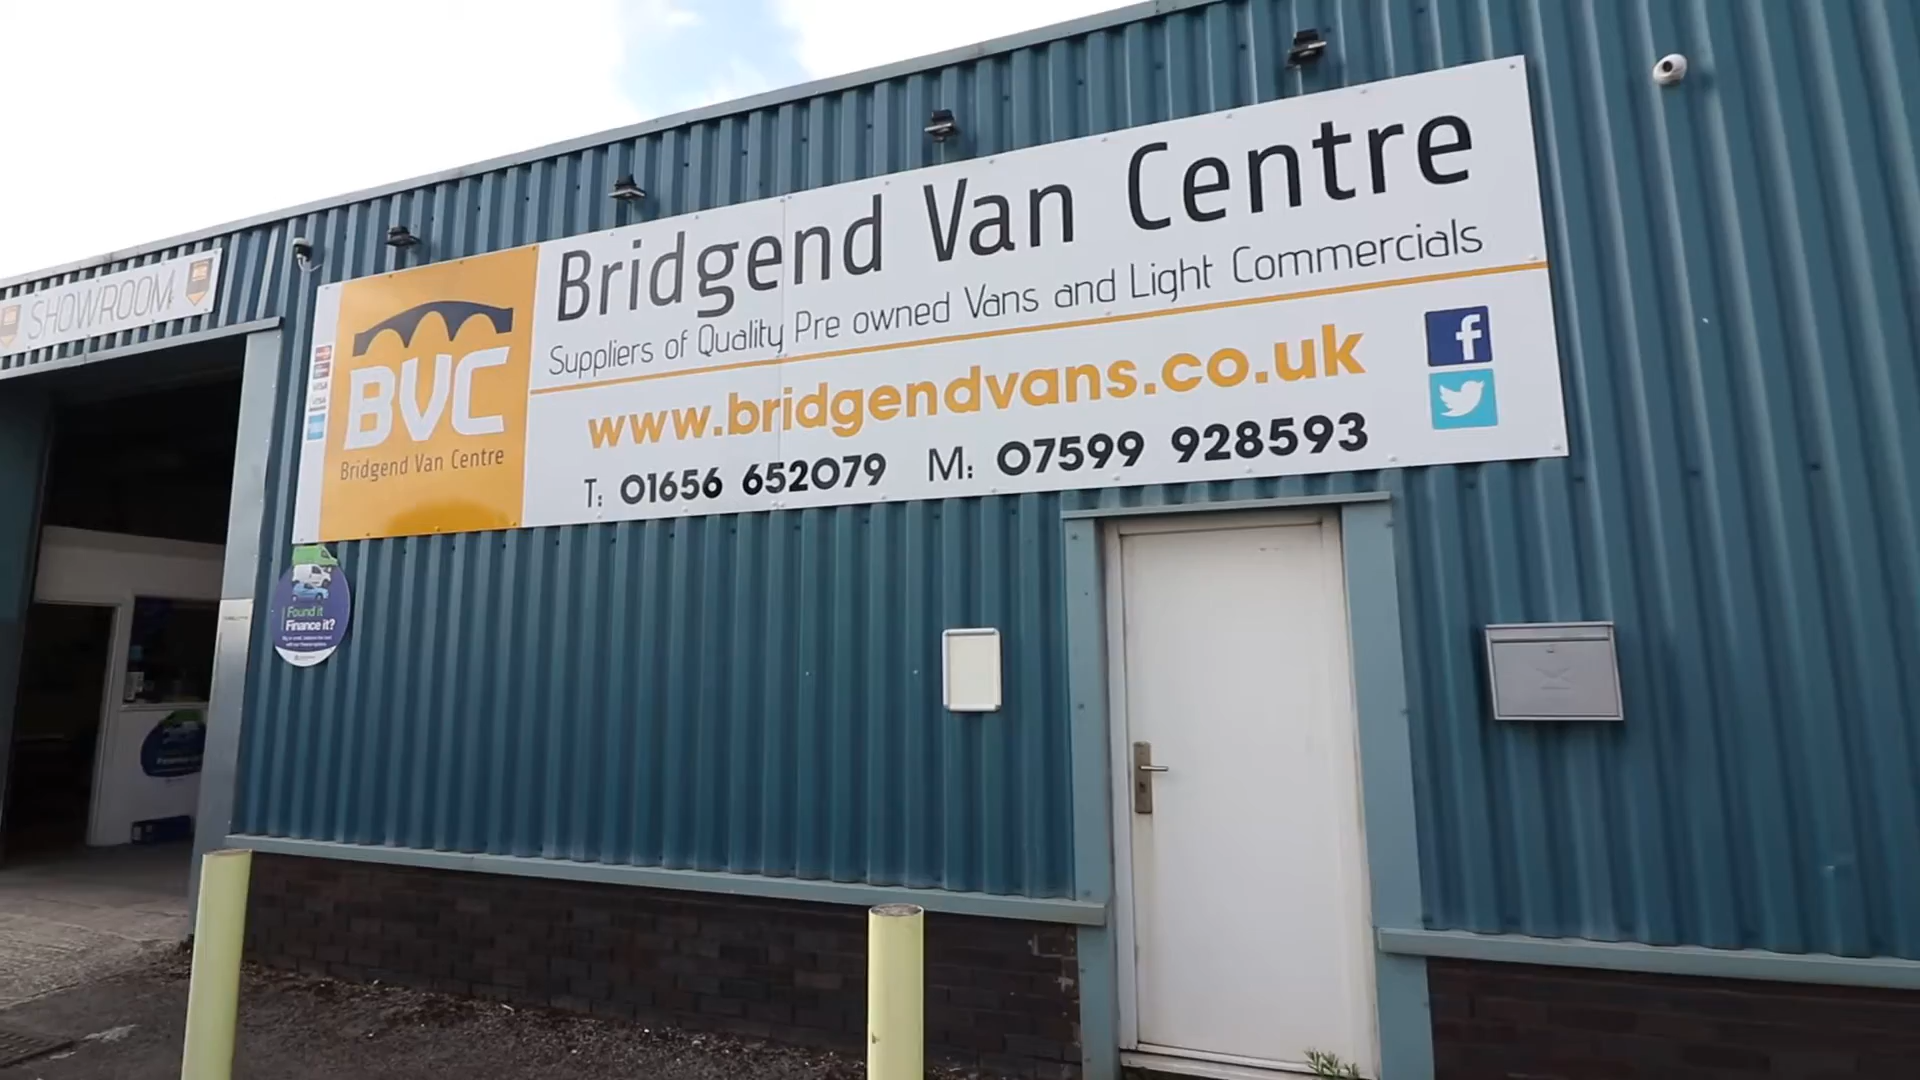 SHOWROOM
BVC
Bridgend Van Centre
Bridgend Van Centre
Suppliers of Quality Pre owned Vans and Light Commercials
www.bridgendvans.co.uk
T: 01656 652079 M: 07599 928593
VISA
Found it
Finance it?